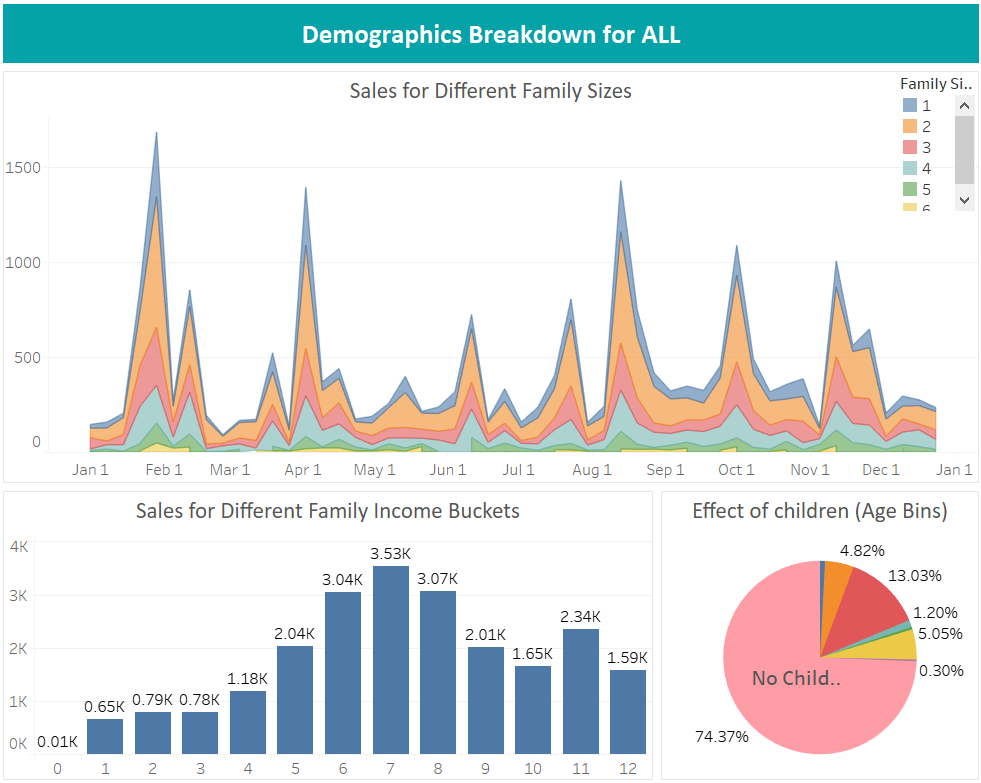 Demographics Breakdown for ALL
Sales for Different Family Sizes
Family Si..
1
2
3
4
5
6
1500
1000
500
0
Jan 1 Feb 1 Mar 1 Apr 1 May 1 Jun 1 Jul 1 Aug 1 Sep 1 Oct 1 Nov 1 Dec 1 Jan 1
Sales for Different Family Income Buckets
4K
3K
2K
1K
0K
0.01K 0.65K 0.79K 0.78K 1.18K 2.04K 3.04K 3.53K 3.07K 2.01K 1.65K 2.34K 1.59K
0 1 2 3 4 5 6 7 8 9 10 11 12
Effect of children (Age Bins)
4.82%
13.03%
1.20%
5.05%
0.30%
No Child..
74.37%